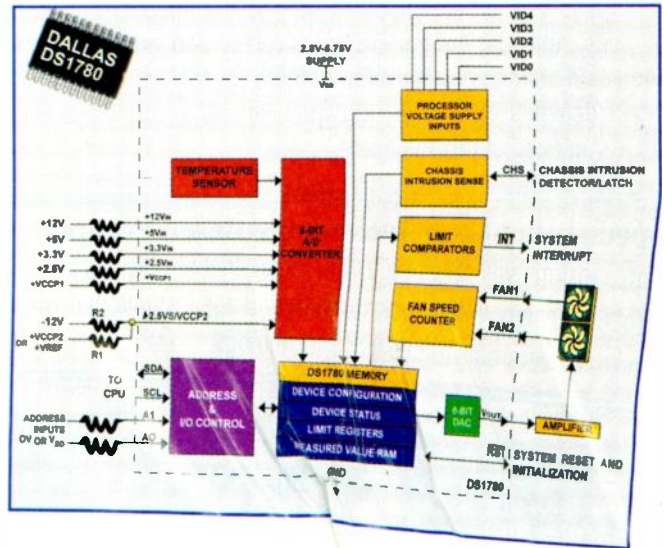 DALLAS
DS1780
2.8V-5.75V
SUPPLY
VDD
VID4
VID3
VID2
VID1
VID0
PROCESSOR
VOLTAGE SUPPLY
INPUTS
TEMPERATURE
SENSOR
8-BIT
A/D
CONVERTER
CHASSIS
INTRUSION SENSE
CHS
CHASSIS INTRUSION
DETECTOR/LATCH
LIMIT
COMPARATORS
INT
SYSTEM
INTERRUPT
FAN SPEED
COUNTER
FAN1
FAN2
+12V
+5V
+3.3V
+2.5V
+VCCP1
+12VIN
+5VIN
+3.3VIN
+2.5VIN
+VCCP1
-12V
OR +VCCP2
+VREF
R2
R1
2.5VS/VCCP2
TO
CPU
SDA
SCL
A1
A0
ADDRESS
INPUTS
0V OR
ADDRESS
&
I/O CONTROL
DS1780 MEMORY
DEVICE CONFIGURATION
DEVICE STATUS
LIMIT REGISTERS
MEASURED VALUE RAM
DAC
VOUT
AMPLIFIER
RST
SYSTEM RESET AND
INITIALIZATION
GND
DS1780